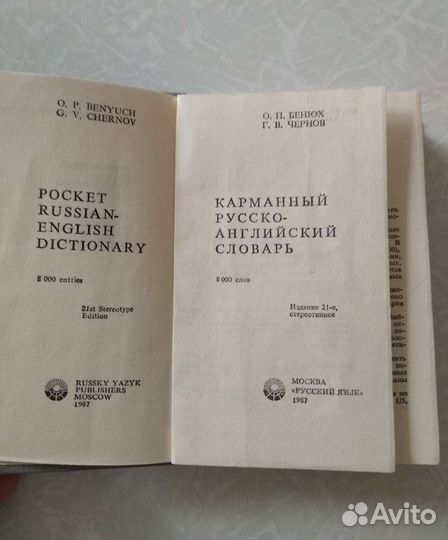 O. P. BENYUCH
G. V. CHERNOV
POCKET
RUSSIAN-
ENGLISH
DICTIONARY
8 000 entries
21st Stereotype
Edition
RUSSKY YAZYK
PUBLISHERS
MOSCOW
1987
О. П. БЕНЮХ
Г. В. ЧЕРНОВ
КАРМАННЫЙ
РУССКО-
АНГЛИЙСКИЙ
СЛОВАРЬ
8 000 слов
Издание 21-е,
стереотипное
МОСКВА
«РУССКИЙ ЯЗЫК»
1987
Avito